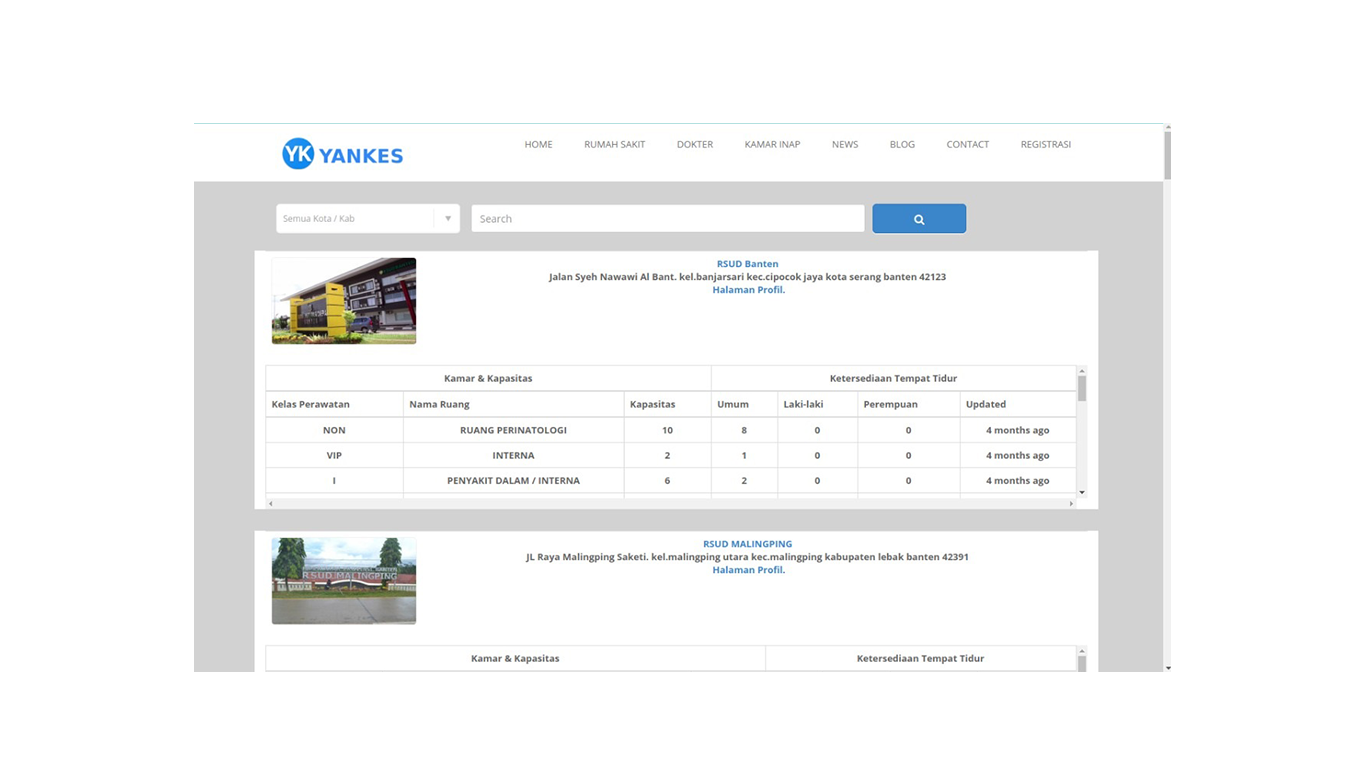 YK YANKES
HOME RUMAH SAKIT DOKTER KAMAR INAP NEWS BLOG CONTACT REGISTRASI
Semua Kota / Kab Search
RSUD Banten
Jalan Syeh Nawawi Al Bant. kel.banjarsari kec.cipocok jaya kota serang banten 42123
Halaman Profil.
Kamar & Kapasitas Ketersediaan Tempat Tidur
Kelas Perawatan Nama Ruang Kapasitas Umum Laki-laki Perempuan Updated
NON RUANG PERINATOLOGI 10 8 0 0 4 months ago
VIP INTERNA 2 1 0 0 4 months ago
I PENYAKIT DALAM / INTERNA 6 2 0 0 4 months ago
RSUD MALINGPING
JL Raya Malingping Saketi. kel.malingping utara kec.malingping kabupaten lebak banten 42391
Halaman Profil.
RSUD MALINGPING
Kamar & Kapasitas Ketersediaan Tempat Tidur